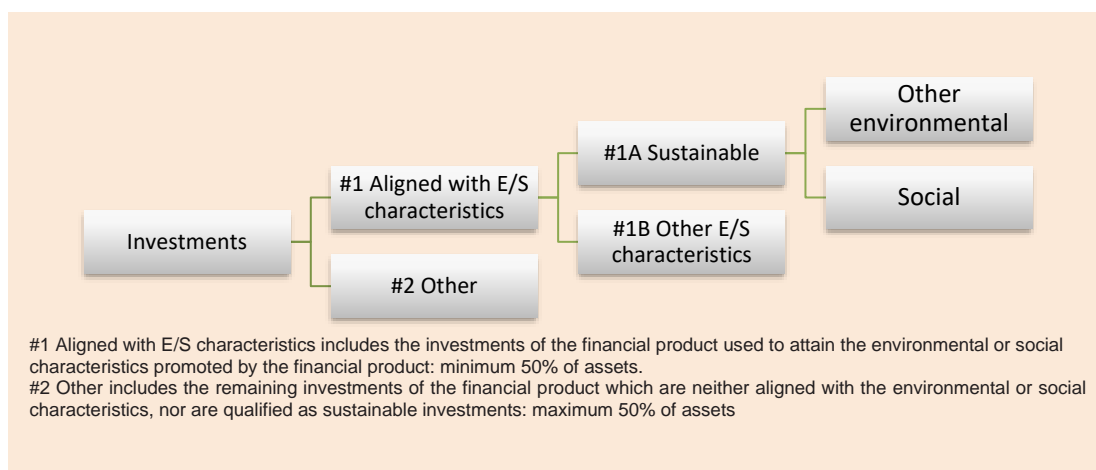 Other
environmental
#1A Sustainable
#1 Aligned with E/S
characteristics
Social
Investments
#1B Other E/S
characteristics
#2 Other
#1 Aligned with E/S characteristics includes the investments of the financial product used to attain the environmental or social
characteristics promoted by the financial product: minimum 50% of assets.
#2 Other includes the remaining investments of the financial product which are neither aligned with the environmental or social
characteristics, nor are qualified as sustainable investments: maximum 50% of assets